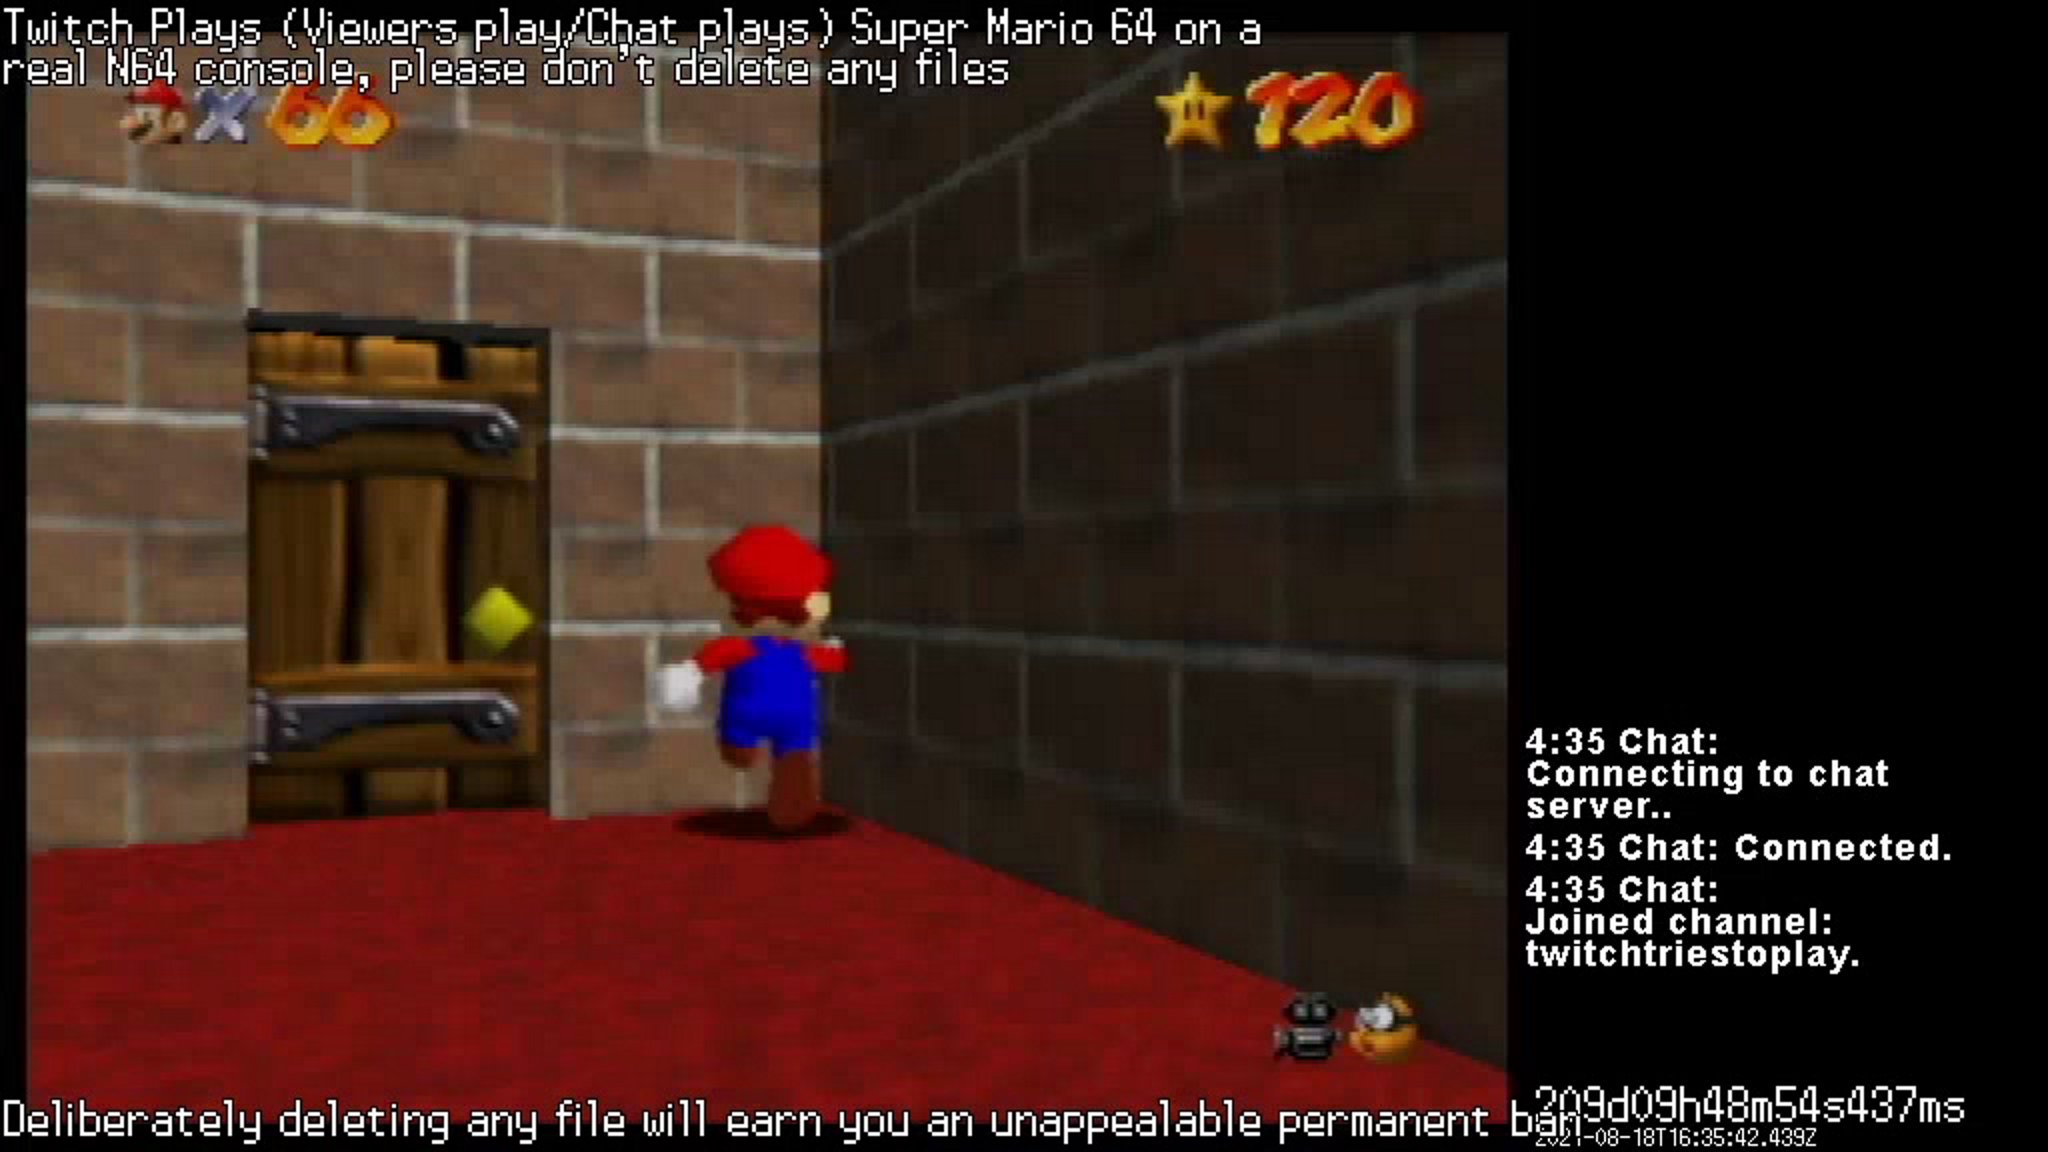 Twitch Plays (Viewers play/Chat plays) Super Mario 64 on a
real N64 console, please don't delete any files
x 66
120
4:35 Chat:
Connecting to chat
server..
4:35 Chat: Connected.
4:35 Chat:
Joined channel:
twitchtriestoplay.
209d09h48m54s437ms
Deliberately deleting any file will earn you an unappealable permanent ban
2021-08-18T16:35:42.439Z